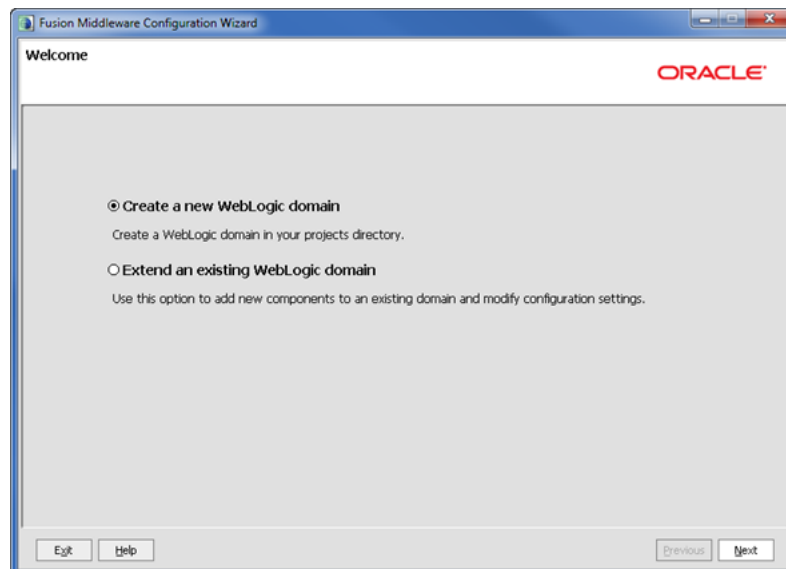 Fusion Middleware Configuration Wizard
Welcome
ORACLE
Create a new WebLogic domain
Create a WebLogic domain in your projects directory.
Extend an existing WebLogic domain
Use this option to add new components to an existing domain and modify configuration settings.
Exit Help Previous Next